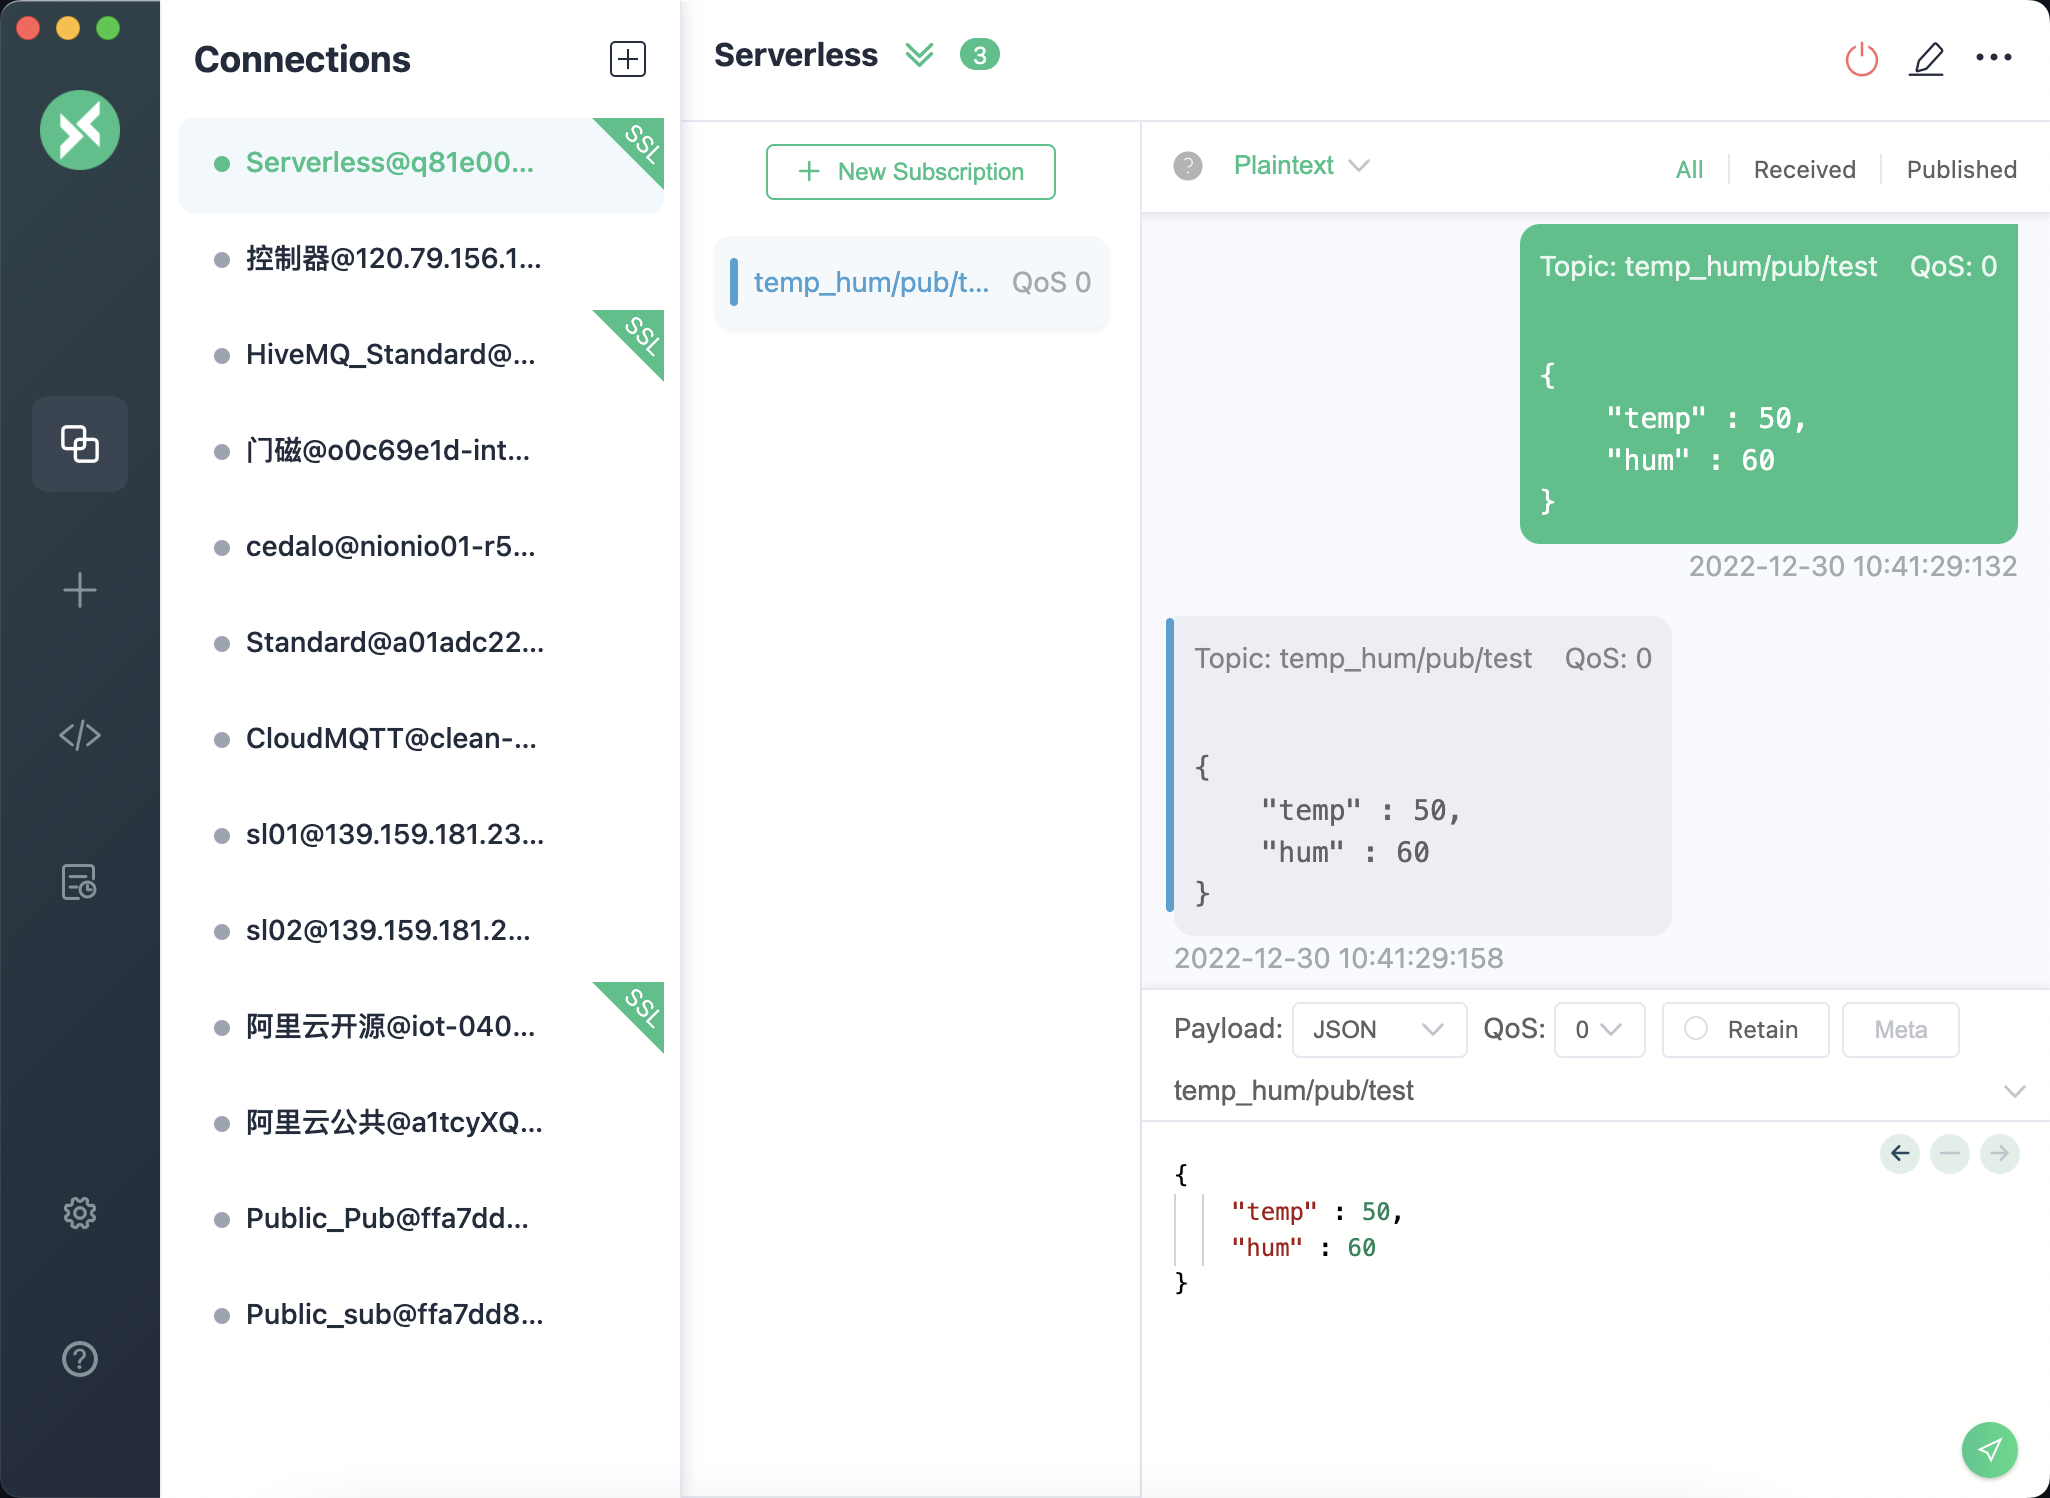 Connections
Serverless@q81e00...
SSL
控制器@120.79.156.1...
HiveMQ_Standard@...
SSL
门磁@o0c69e1d-int...
cedalo@nionio01-r5...
Standard@a01adc22...
CloudMQTT@clean-...
sl01@139.159.181.23...
sl02@139.159.181.2...
阿里云开源@iot-040...
SSL
阿里云公共@a1tcyXQ...
Public_Pub@ffa7dd...
Public_sub@ffa7dd8...
Serverless 3
+ New Subscription
temp_hum/pub/t... QoS 0
? Plaintext
All Received Published
Topic: temp_hum/pub/test QoS: 0
{
"temp" : 50,
"hum" : 60
}
2022-12-30 10:41:29:132
Topic: temp_hum/pub/test QoS: 0
{
"temp" : 50,
"hum" : 60
}
2022-12-30 10:41:29:158
Payload: JSON QoS: 0 Retain Meta
temp_hum/pub/test
{
"temp" : 50,
"hum" : 60
}